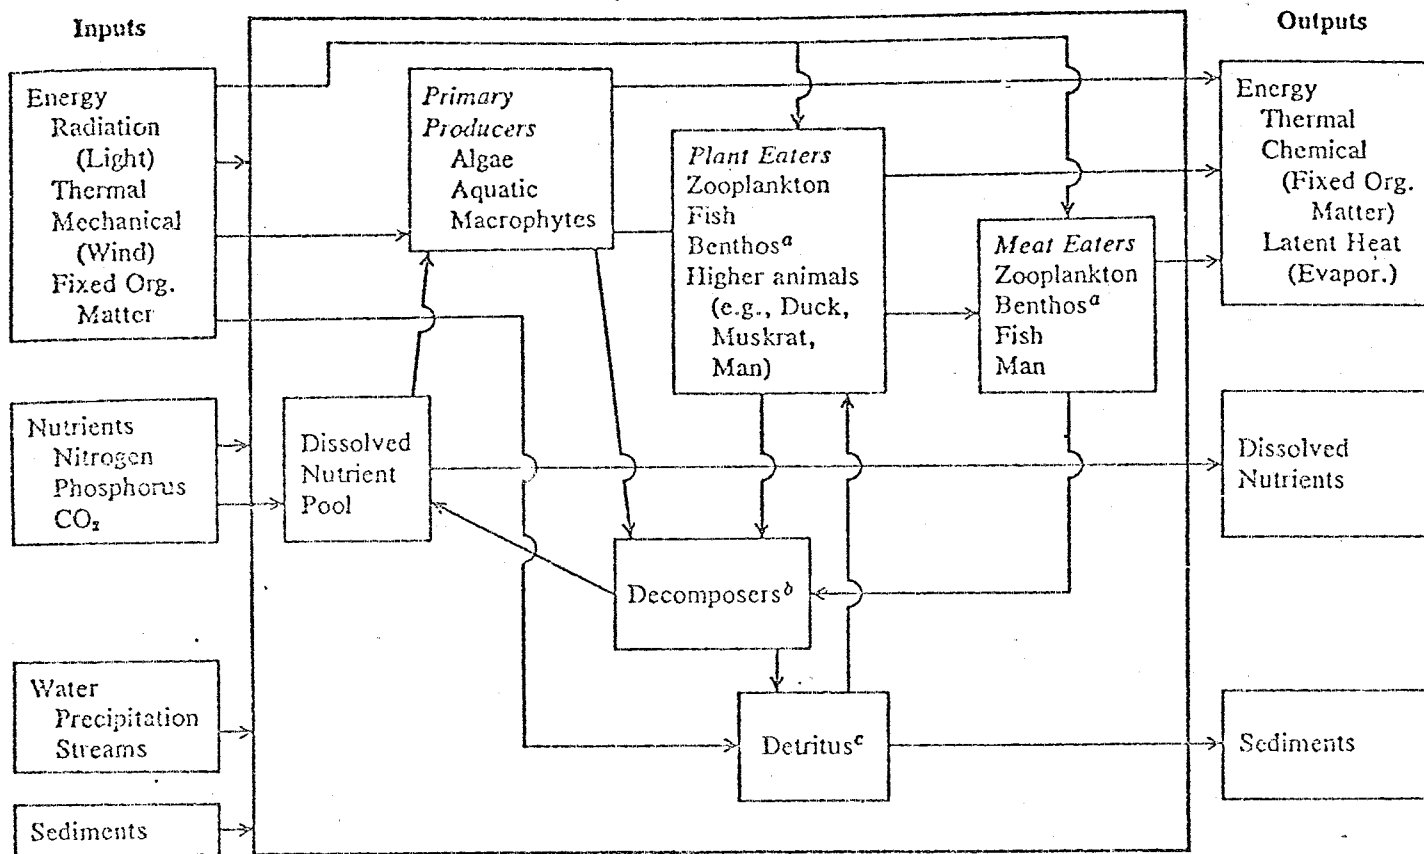 Inputs
Outputs
Energy
Radiation
(Light)
Thermal
Mechanical
(Wind)
Fixed Org.
Matter
Nutrients
Nitrogen
Phosphorus
CO₂
Water
Precipitation
Streams
Sediments
Primary
Producers
Algae
Aquatic
Macrophytes
Plant Eaters
Zooplankton
Fish
Benthosᵃ
Higher animals
(e.g., Duck,
Muskrat,
Man)
Meat Eaters
Zooplankton
Benthosᵃ
Fish
Man
Dissolved
Nutrient
Pool
Decomposersᵇ
Detritusᶜ
Energy
Thermal
Chemical
(Fixed Org.
Matter)
Latent Heat
(Evapor.)
Dissolved
Nutrients
Sediments